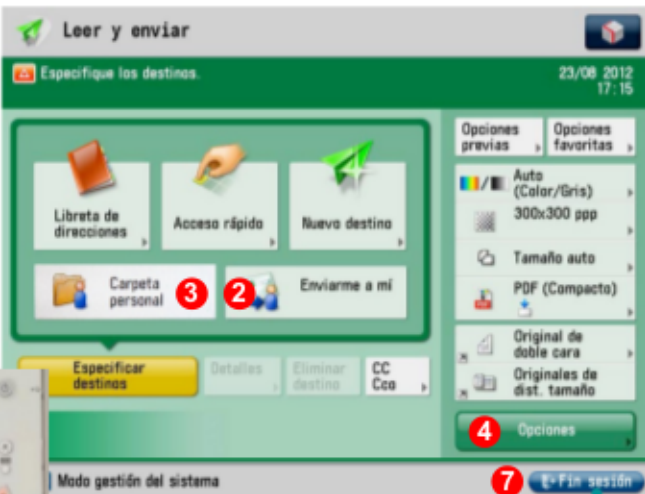 Leer y enviar
Especifique los destinos.
23/08 2012
17:15
Opciones
previas
Opciones
favoritas
Libreta de
direcciones
Acceso rápido
Nuevo destino
Carpeta
personal
3
2
Enviarme a mí
Auto
(Color/Gris)
300x300 ppp
Tamaño auto
PDF (Compacto)
Original de
doble cara
Originales de
dist. tamaño
Especificar
destinos
Detalles
Eliminar
destino
CC
Cco
4
Opciones
Modo gestión del sistema
7
Fin sesión